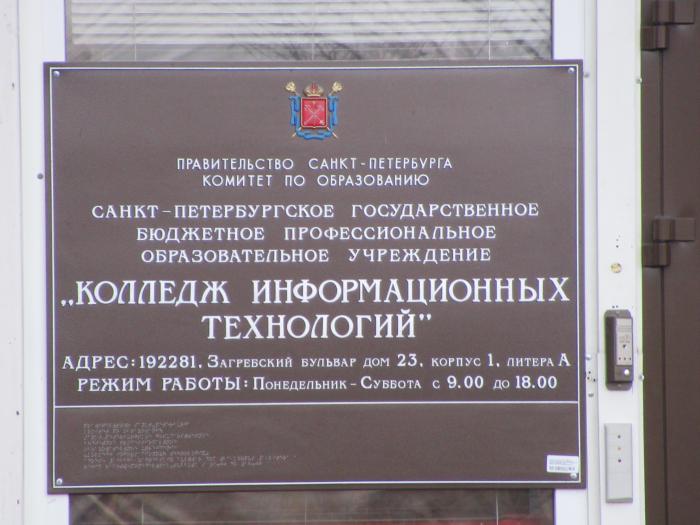 ПРАВИТЕЛЬСТВО САНКТ-ПЕТЕРБУРГА
КОМИТЕТ ПО ОБРАЗОВАНИЮ
САНКТ-ПЕТЕРБУРГСКОЕ ГОСУДАРСТВЕННОЕ
БЮДЖЕТНОЕ ПРОФЕССИОНАЛЬНОЕ
ОБРАЗОВАТЕЛЬНОЕ УЧРЕЖДЕНИЕ
„КОЛЛЕДЖ ИНФОРМАЦИОННЫХ
ТЕХНОЛОГИЙ"
АДРЕС: 192281, ЗАГРЕБСКИЙ БУЛЬВАР ДОМ 23, КОРПУС 1, ЛИТЕРА А
РЕЖИМ РАБОТЫ: ПОНЕДЕЛЬНИК - СУББОТА С 9.00 ДО 18.00